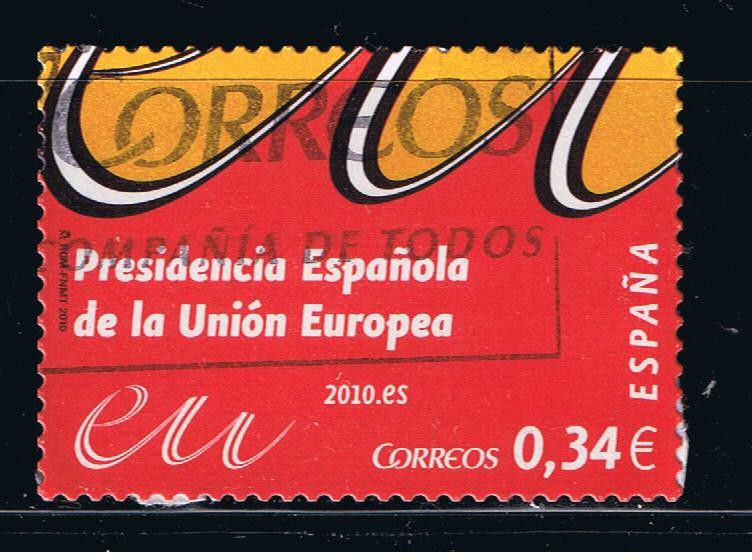 CORREOS
COMPAÑÍA DE TODOS
Presidencia Española
de la Unión Europea
RCM-FNMT 2010
ESPAÑA
eu
2010.es
CORREOS 0,34€